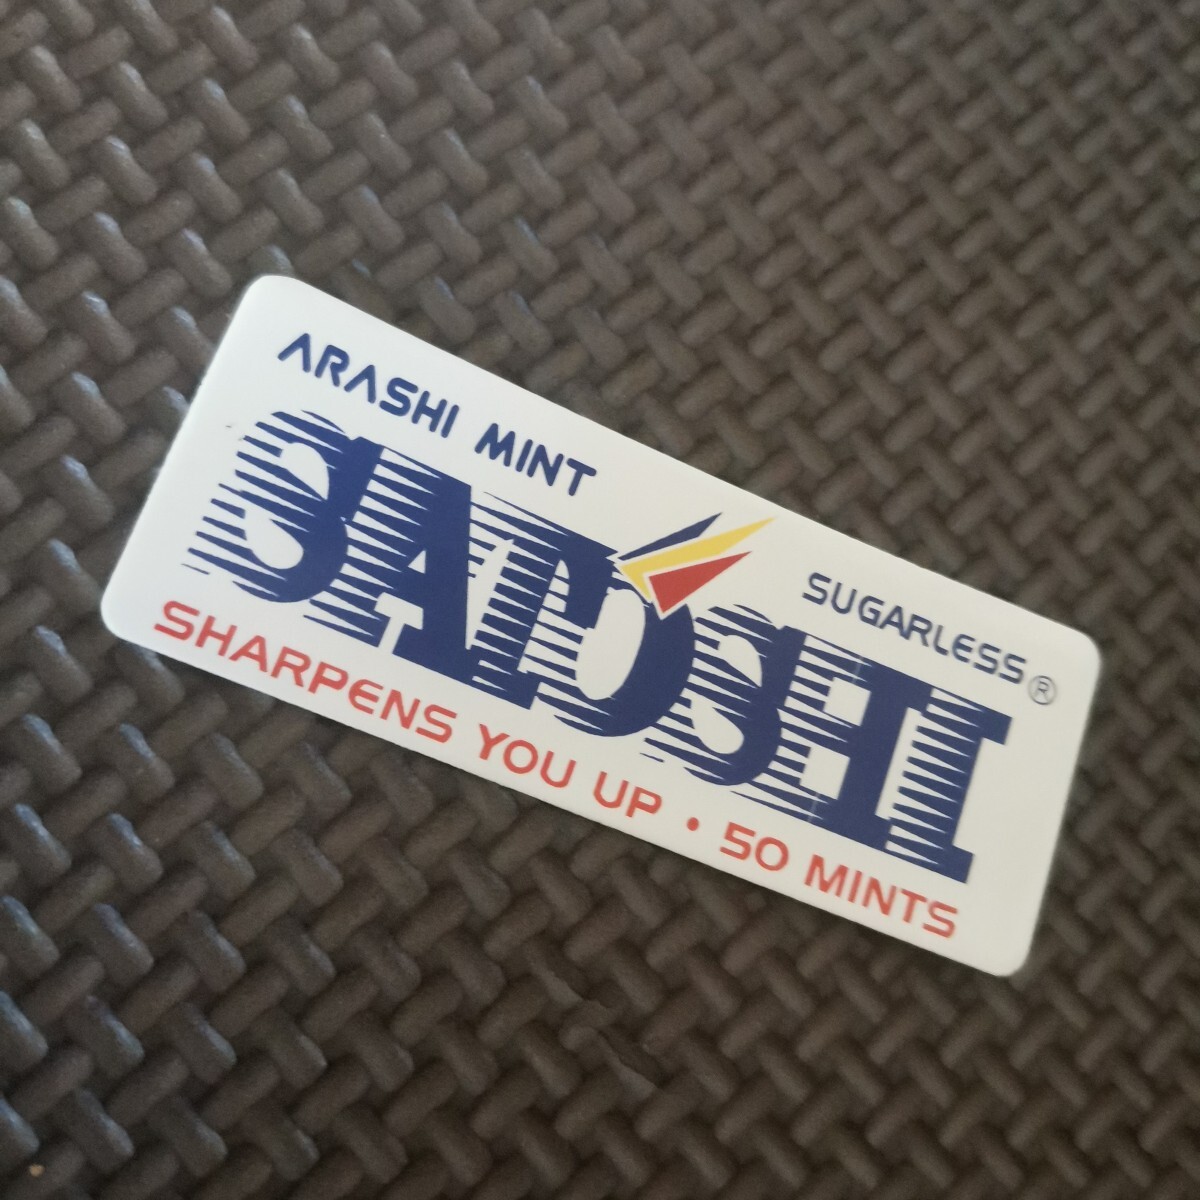 ARASHI MINT
SATOSHI
SUGARLESS ®
SHARPENS YOU UP • 50 MINTS